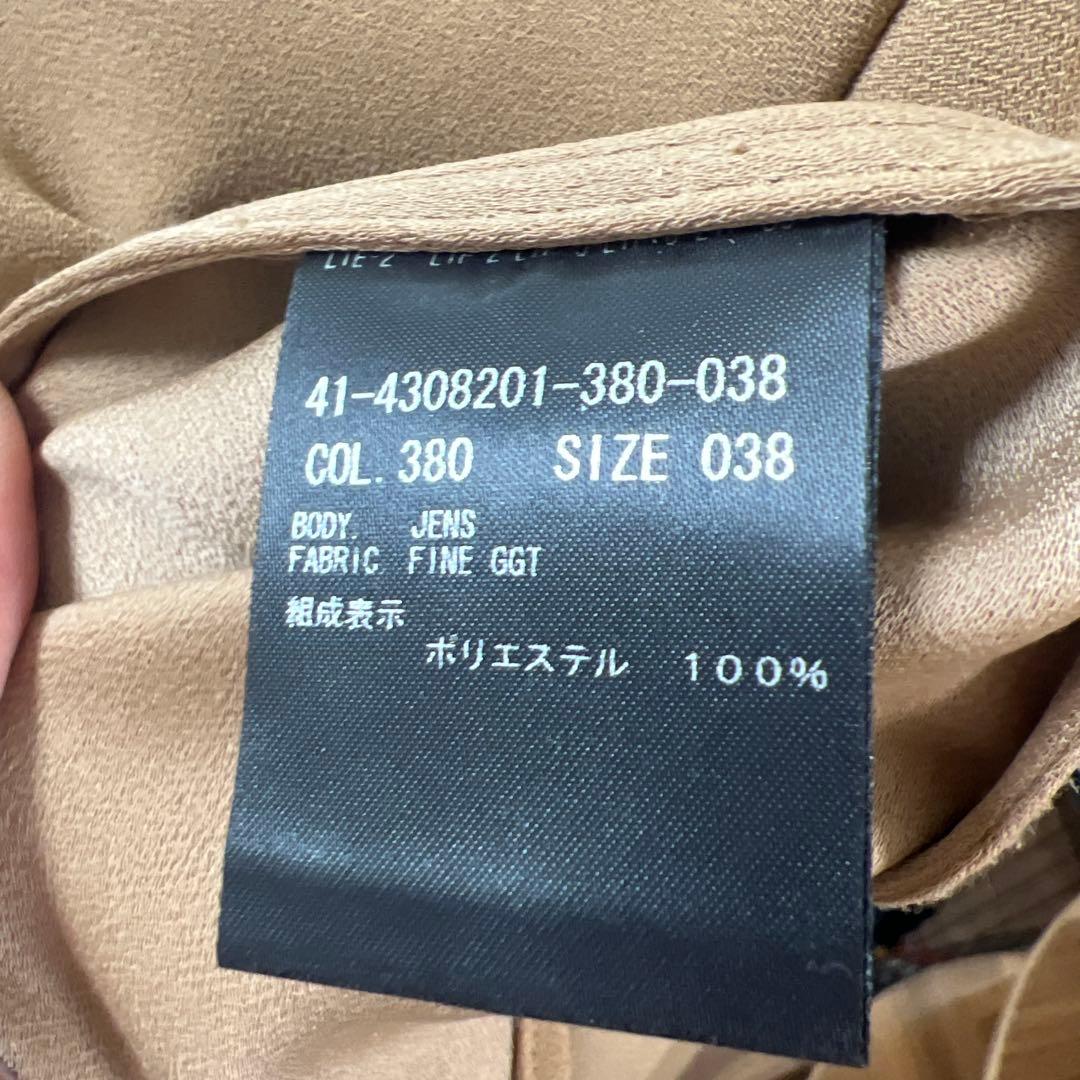 41-4308201-380-038
COL. 380 SIZE 038
BODY. JENS
FABRIC FINE GGT
組成表示
ポリエステル 100%